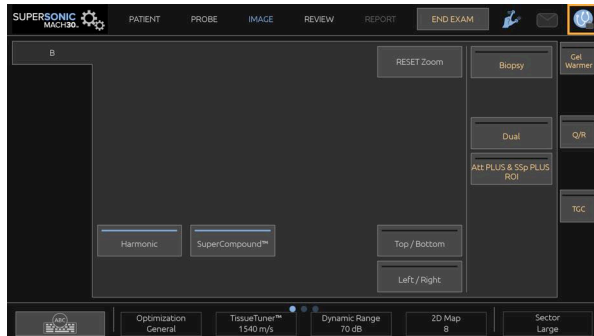 SUPERSONIC
MACH30.
PATIENT
PROBE
IMAGE
REVIEW
REPORT
END EXAM
B
RESET Zoom
Biopsy
Gel
Warmer
Dual
Q/R
Att PLUS & SSp PLUS
ROI
TGC
Harmonic
SuperCompound™
Top / Bottom
Left / Right
ABC
Optimization
General
TissueTuner™
1540 m/s
Dynamic Range
70 dB
2D Map
8
Sector
Large